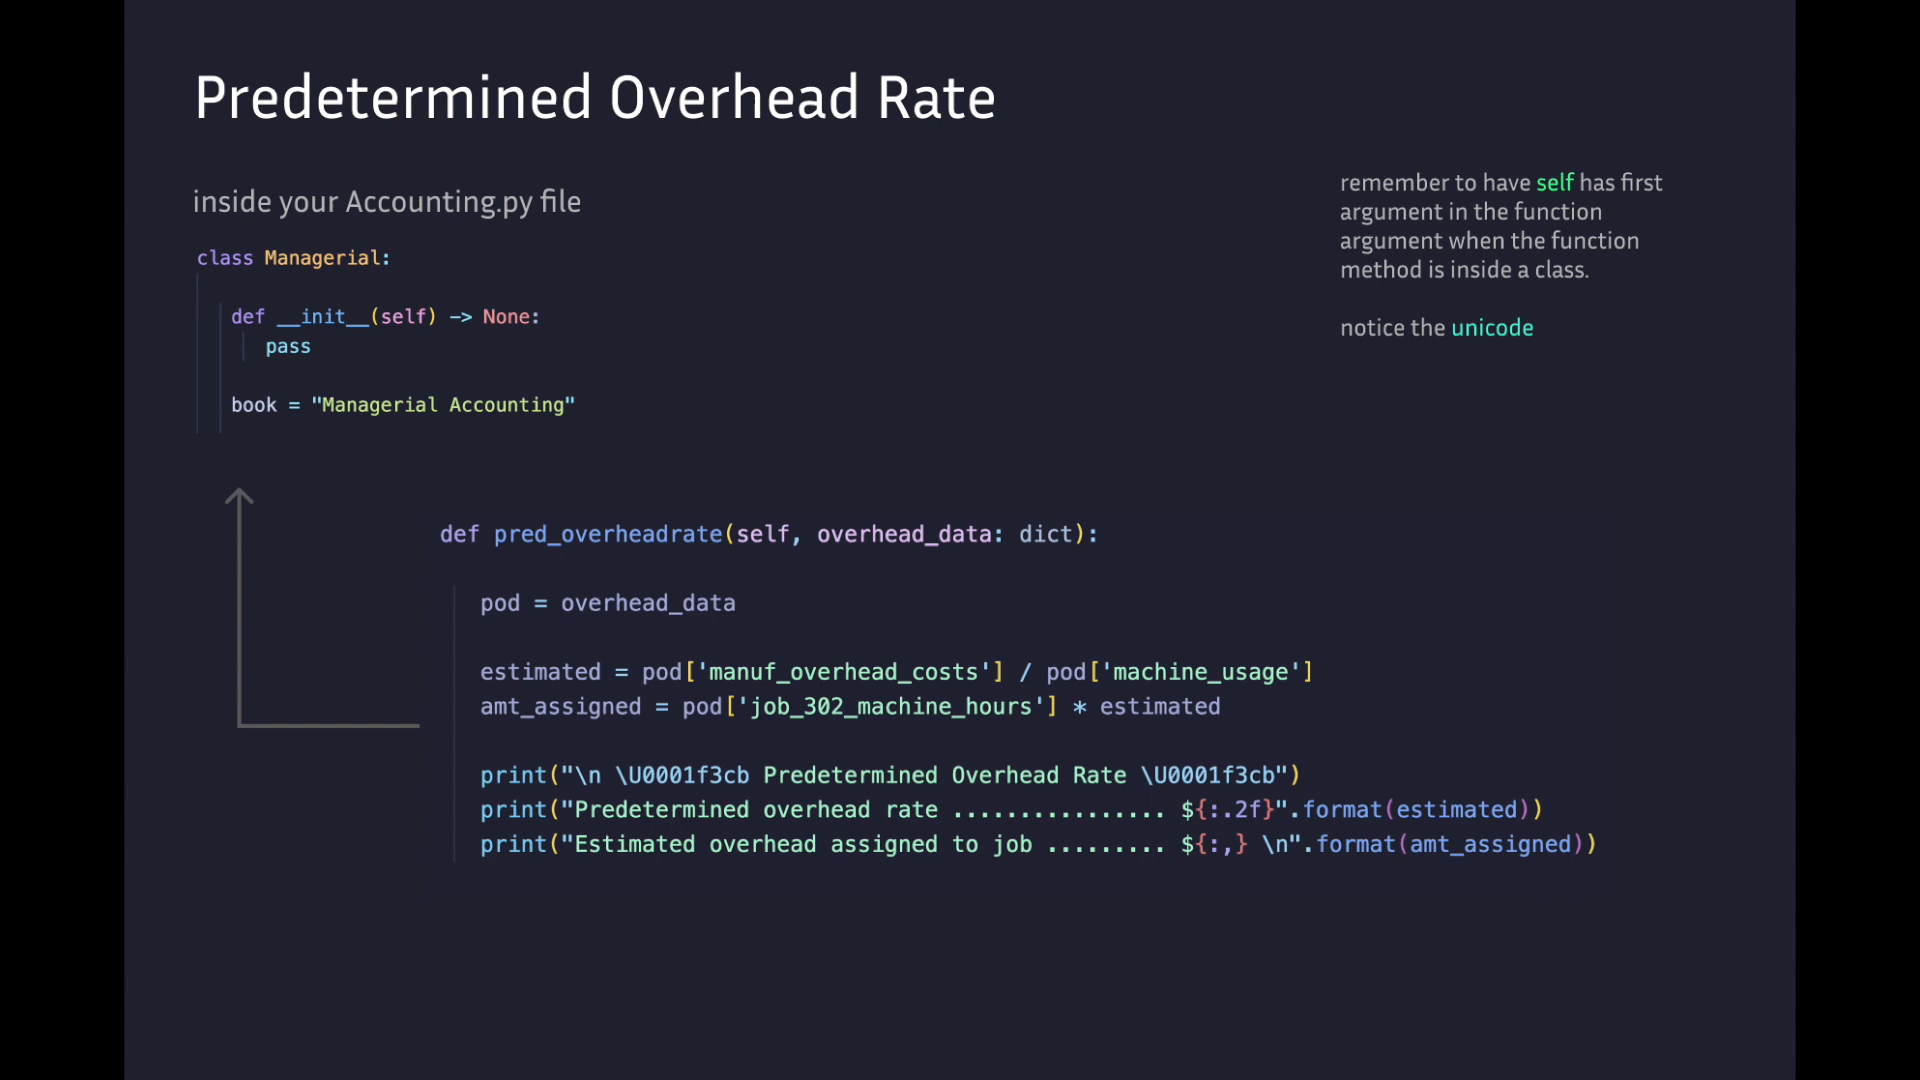 Predetermined Overhead Rate
inside your Accounting.py file
class Managerial:
def __init__(self) -> None:
pass
book = "Managerial Accounting"
remember to have self has first
argument in the function
argument when the function
method is inside a class.
notice the unicode
def pred_overheadrate(self, overhead_data: dict):
pod = overhead_data
estimated = pod['manuf_overhead_costs'] / pod['machine_usage']
amt_assigned = pod['job_302_machine_hours'] * estimated
print("\n \U0001f3cb Predetermined Overhead Rate \U0001f3cb")
print("Predetermined overhead rate ................ ${:.2f}".format(estimated))
print("Estimated overhead assigned to job ......... ${:,} \n".format(amt_assigned))